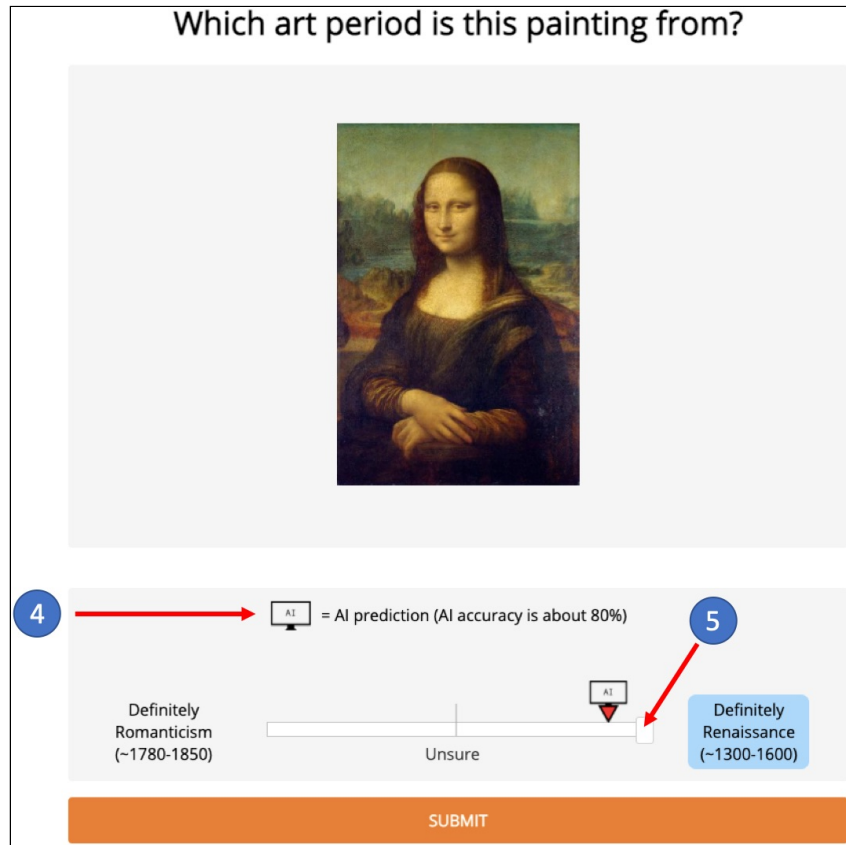 Which art period is this painting from?
4
AI
= AI prediction (AI accuracy is about 80%)
5
AI
Definitely
Romanticism
(~1780-1850)
Unsure
Definitely
Renaissance
(~1300-1600)
SUBMIT